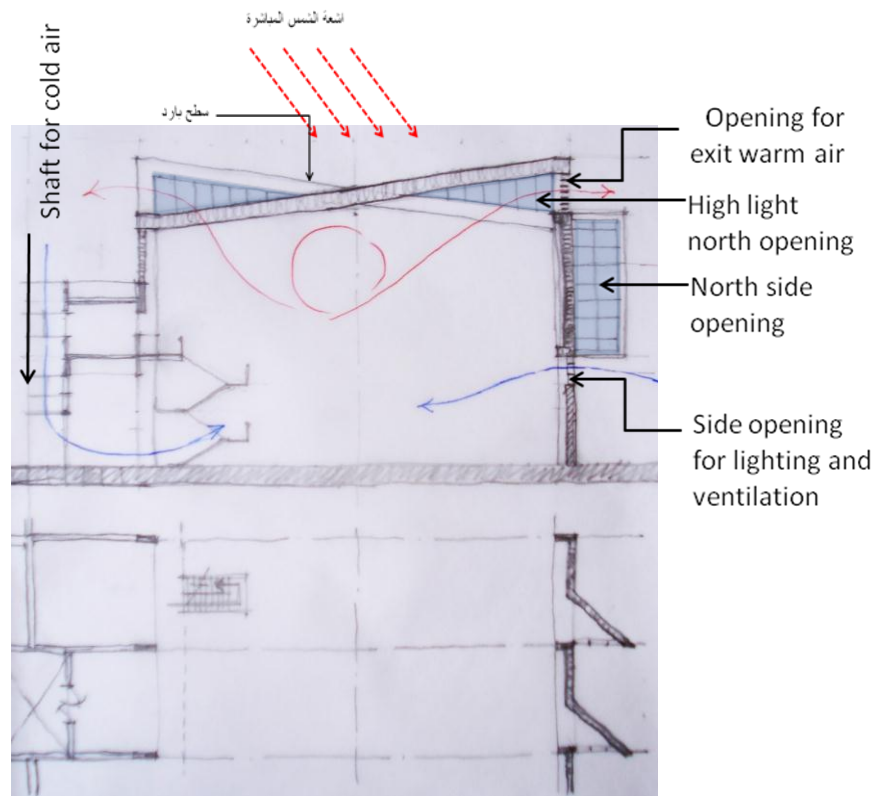 اشعة الشمس المباشرة
سطح بارد
Shaft for cold air
Opening for
exit warm air
High light
north opening
North side
opening
Side opening
for lighting and
ventilation